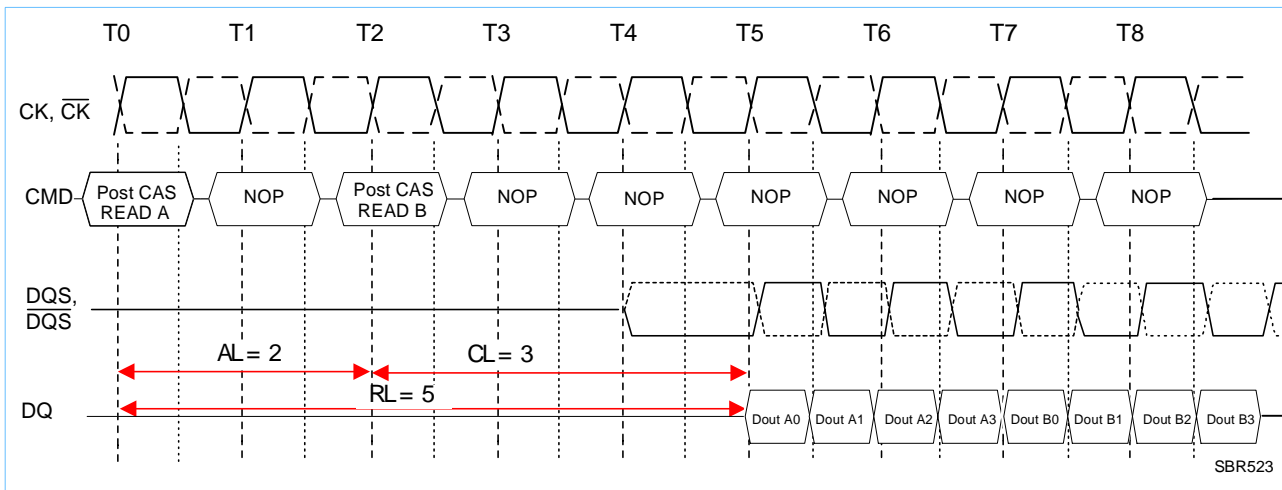 T0 T1 T2 T3 T4 T5 T6 T7 T8
CK, CK
CMD
Post CAS
READ A
NOP
Post CAS
READ B
NOP
NOP
NOP
NOP
NOP
NOP
DQS,
DQS
AL = 2
CL = 3
RL = 5
DQ
Dout A0
Dout A1
Dout A2
Dout A3
Dout B0
Dout B1
Dout B2
Dout B3
SBR523